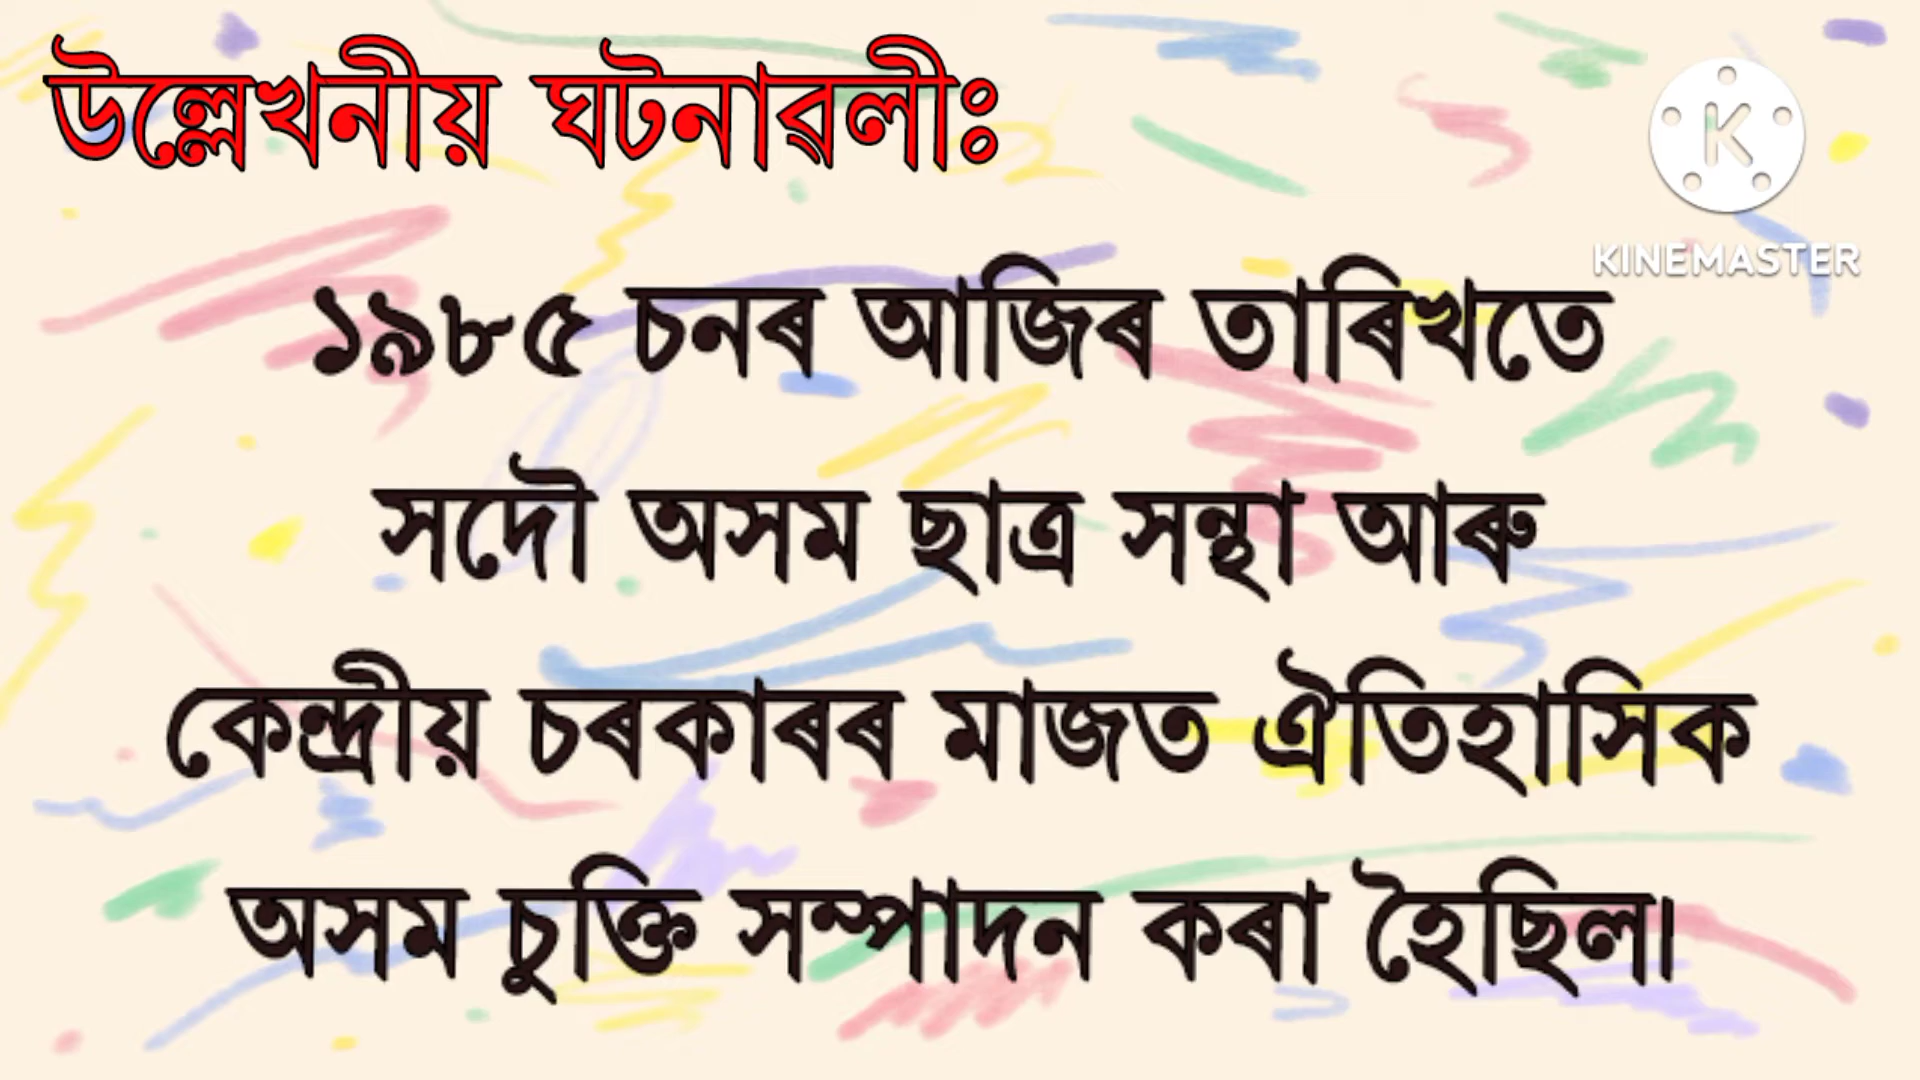 উল্লেখনীয় ঘটনাৱলীঃ
K
KINEMASTER
১৯৮৫ চনৰ আজিৰ তাৰিখতে
সদৌ অসম ছাত্ৰ সন্থা আৰু
কেন্দ্ৰীয় চৰকাৰৰ মাজত ঐতিহাসিক
অসম চুক্তি সম্পাদন কৰা হৈছিল।